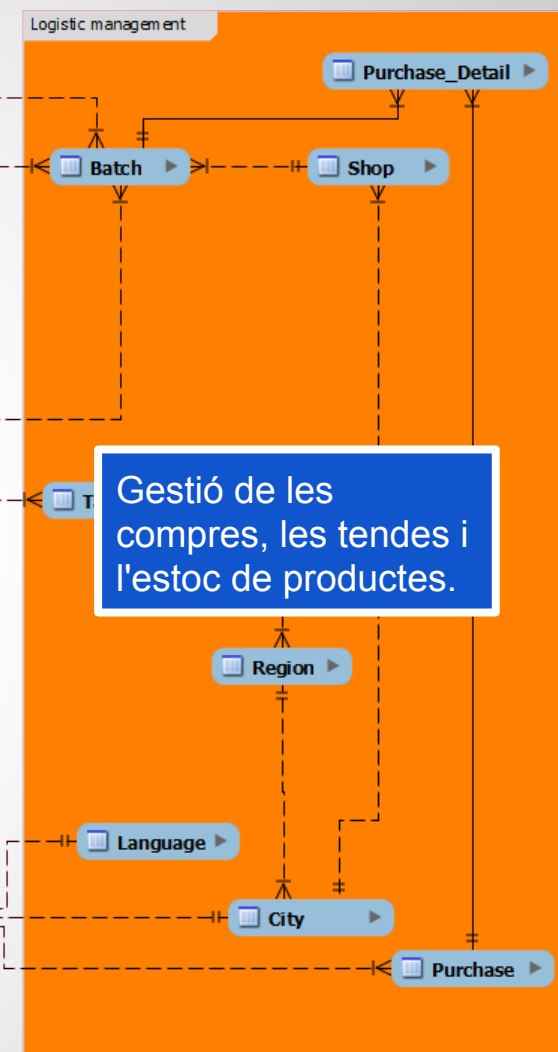 Logistic management
Purchase_Detail
Batch
Shop
Gestió de les
compres, les tendes i
l'estoc de productes.
Region
Language
City
Purchase